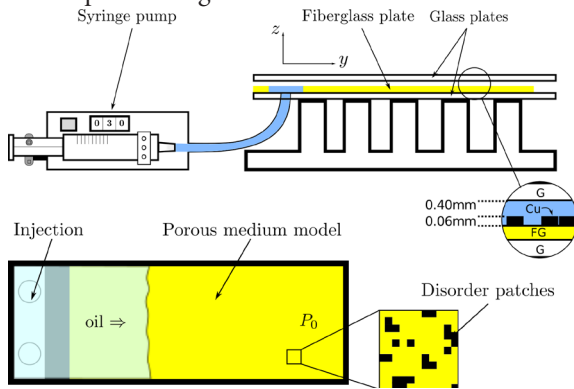 Syringe pump
Fiberglass plate
Glass plates
z
y
0 3 0
G
0.40mm
Cu
0.06mm
FG
G
Injection
Porous medium model
Disorder patches
oil ⇒
P₀